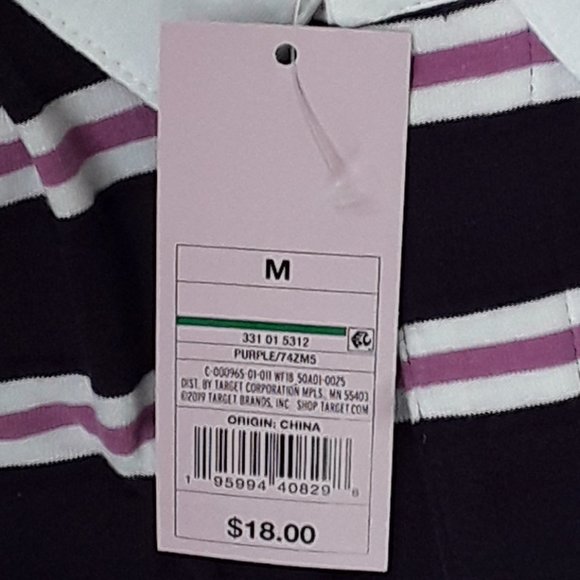 M
331 01 5312
PURPLE/74ZM5
C-000965-01-011 WF18 50A01-0025
DIST. BY TARGET CORPORATION MPLS., MN 55403
©2019 TARGET BRANDS, INC. SHOP TARGET.COM
ORIGIN: CHINA
1 95994 40829 6
$18.00